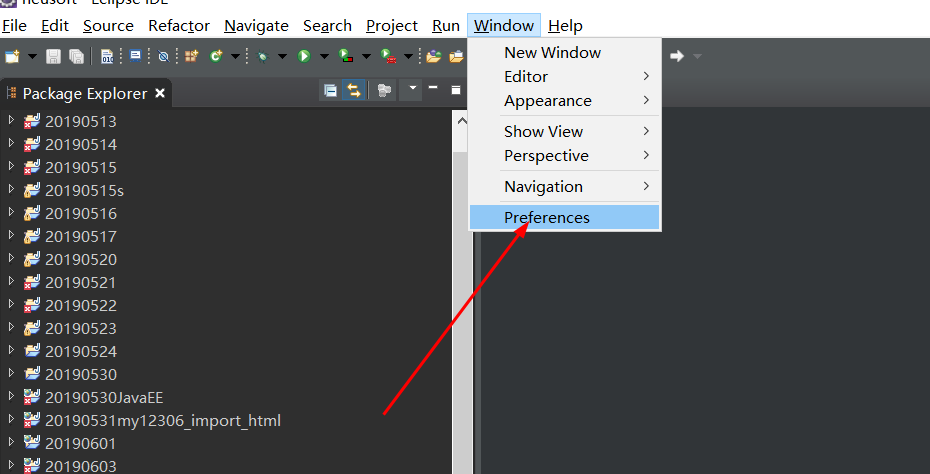 neusoft - Eclipse IDE
File Edit Source Refactor Navigate Search Project Run Window Help
New Window
Editor
Appearance
Show View
Perspective
Navigation
Preferences
Package Explorer
20190513
20190514
20190515
20190515s
20190516
20190517
20190520
20190521
20190522
20190523
20190524
20190530
20190530JavaEE
20190531my12306_import_html
20190601
20190603